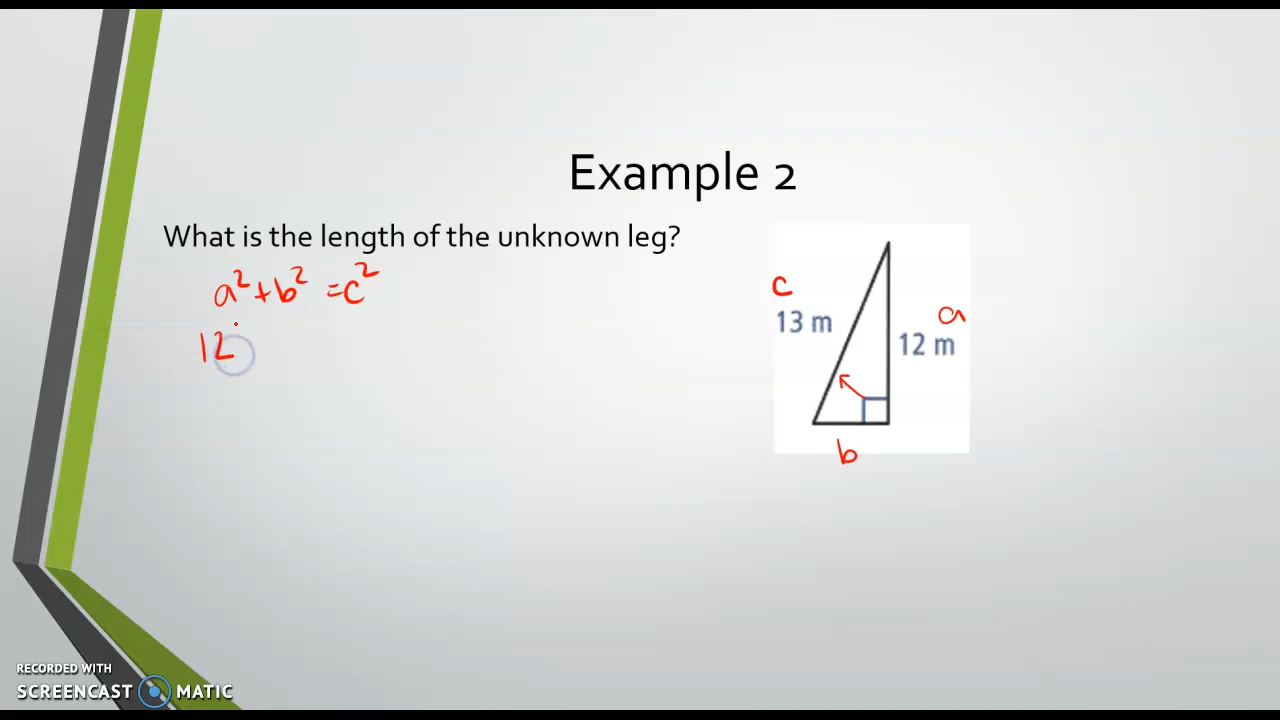 Example 2
What is the length of the unknown leg?
a² + b² = c²
12
c
13 m
a
12 m
b
RECORDED WITH
SCREENCAST MATIC